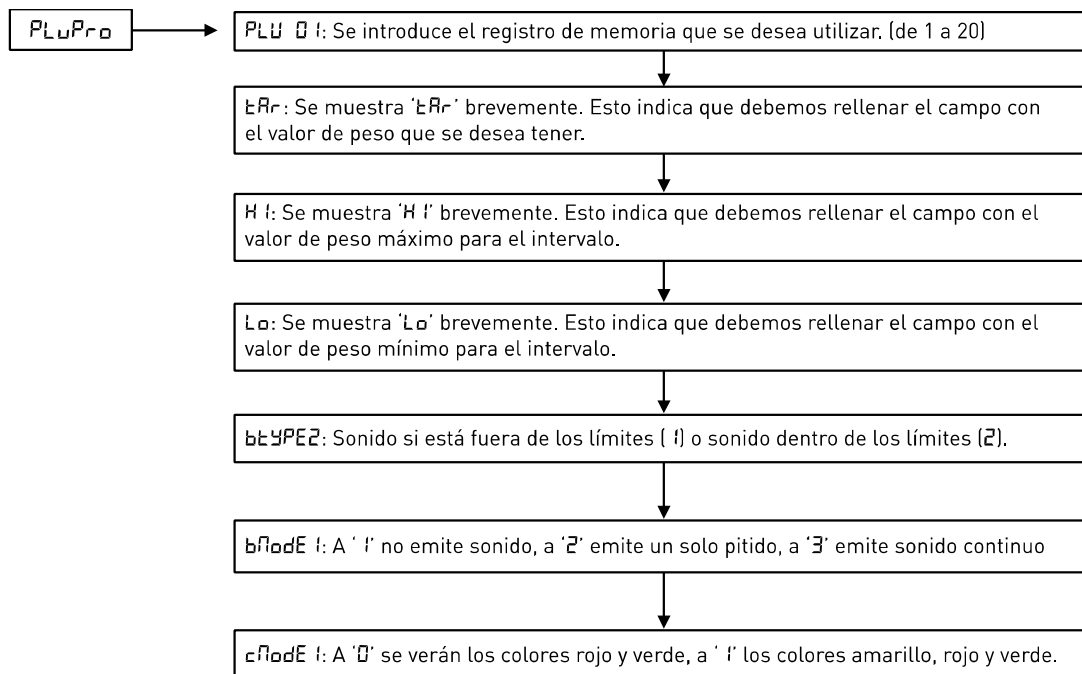 PLuPro
PLU 01: Se introduce el registro de memoria que se desea utilizar. (de 1 a 20)
tAr: Se muestra ‘tAr’ brevemente. Esto indica que debemos rellenar el campo con
el valor de peso que se desea tener.
H1: Se muestra ‘H1’ brevemente. Esto indica que debemos rellenar el campo con el
valor de peso máximo para el intervalo.
Lo: Se muestra ‘Lo’ brevemente. Esto indica que debemos rellenar el campo con el
valor de peso mínimo para el intervalo.
btYPE2: Sonido si está fuera de los límites (1) o sonido dentro de los límites (2).
bModE 1: A ‘1’ no emite sonido, a ‘2’ emite un solo pitido, a ‘3’ emite sonido continuo
cModE 1: A ‘0’ se verán los colores rojo y verde, a ‘1’ los colores amarillo, rojo y verde.